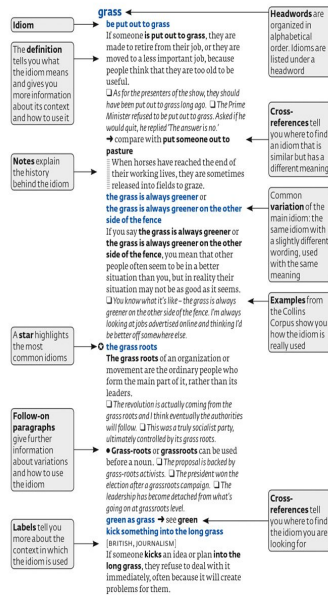 Idiom
The definition
tells you what
the idiom means
and gives you
more information
about its context
and how to use it
Notes explain
the history
behind the idiom
A star highlights
the most
common idioms
Follow-on
paragraphs
give further
information
about variations
and how to use
the idiom
Labels tell you
more about the
context in which
the idiom is used
grass
be put out to grass
If someone is put out to grass, they are
made to retire from their job, or they are
moved to a less important job, because
people think that they are too old to be
useful.
❑ As for the presenters of the show, they should
have been put out to grass long ago. ❑ The Prime
Minister refused to be put out to grass. Asked if he
would quit, he replied 'The answer is no.'
→ compare with put someone out to
pasture
When horses have reached the end of
their working lives, they are sometimes
released into fields to graze.
the grass is always greener or
the grass is always greener on the other
side of the fence
If you say the grass is always greener or
the grass is always greener on the other
side of the fence, you mean that other
people often seem to be in a better
situation than you, but in reality their
situation may not be as good as it seems.
❑ You know what it's like – the grass is always
greener on the other side of the fence. I'm always
looking at jobs advertised online and thinking I'd
be better off somewhere else.
✪ the grass roots
The grass roots of an organization or
movement are the ordinary people who
form the main part of it, rather than its
leaders.
❑ The revolution is actually coming from the
grass roots and I think eventually the authorities
will follow. ❑ This was a truly socialist party,
ultimately controlled by its grass roots.
● Grass-roots or grassroots can be used
before a noun. ❑ The proposal is backed by
grass-roots activists. ❑ The president won the
election after a grassroots campaign. ❑ The
leadership has become detached from what's
going on at grassroots level.
green as grass → see green
kick something into the long grass
[BRITISH, JOURNALISM]
If someone kicks an idea or plan into the
long grass, they refuse to deal with it
immediately, often because it will create
problems for them.
Headwords are
organized in
alphabetical
order. Idioms are
listed under a
headword
Cross-
references tell
you where to find
an idiom that is
similar but has a
different meaning
Common
variation of the
main idiom: the
same idiom with
a slightly different
wording, used
with the same
meaning
Examples from
the Collins
Corpus show you
how the idiom is
really used
Cross-
references tell
you where to find
the idiom you are
looking for